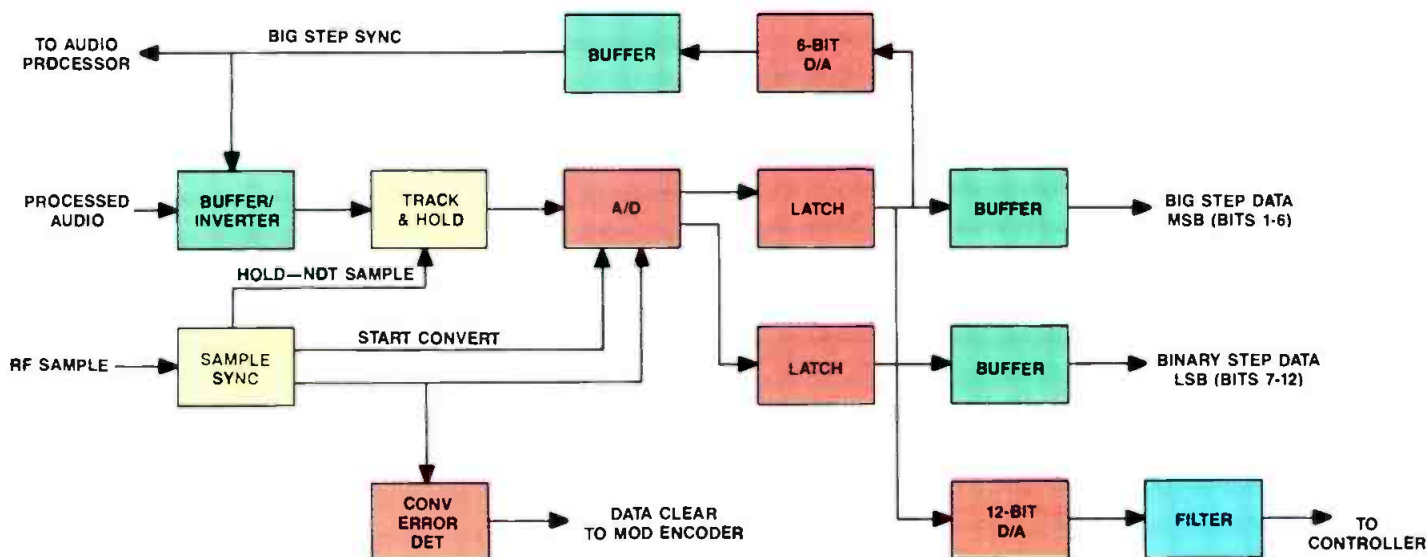 TO AUDIO
PROCESSOR
BIG STEP SYNC
BUFFER
6-BIT
D/A
PROCESSED
AUDIO
BUFFER/
INVERTER
TRACK
& HOLD
A/D
LATCH
BUFFER
BIG STEP DATA
MSB (BITS 1-6)
HOLD—NOT SAMPLE
RF SAMPLE
SAMPLE
SYNC
START CONVERT
LATCH
BUFFER
BINARY STEP DATA
LSB (BITS 7-12)
CONV
ERROR
DET
DATA CLEAR
TO MOD ENCODER
12-BIT
D/A
FILTER
TO
CONTROLLER